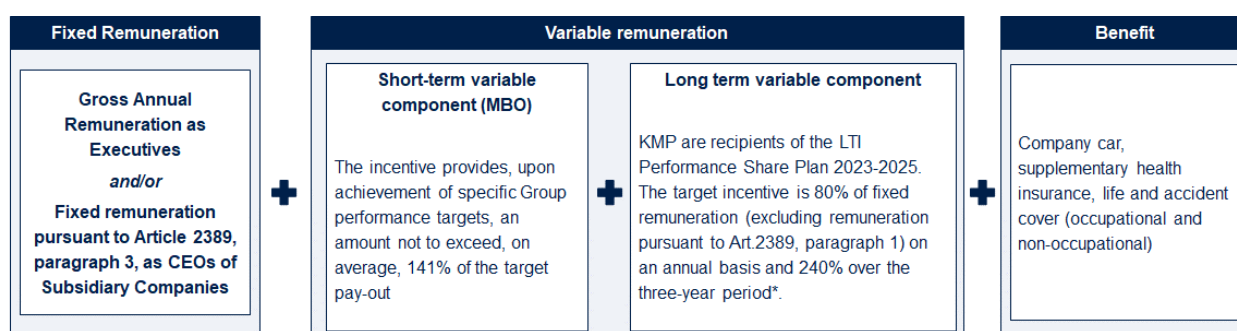 Fixed Remuneration
Gross Annual
Remuneration as
Executives
and/or
Fixed remuneration
pursuant to Article 2389,
paragraph 3, as CEOs of
Subsidiary Companies
Variable remuneration
Short-term variable
component (MBO)
The incentive provides, upon
achievement of specific Group
performance targets, an
amount not to exceed, on
average, 141% of the target
pay-out
Long term variable component
KMP are recipients of the LTI
Performance Share Plan 2023-2025.
The target incentive is 80% of fixed
remuneration (excluding remuneration
pursuant to Art.2389, paragraph 1) on
an annual basis and 240% over the
three-year period*.
Benefit
Company car,
supplementary health
insurance, life and accident
cover (occupational and
non-occupational)